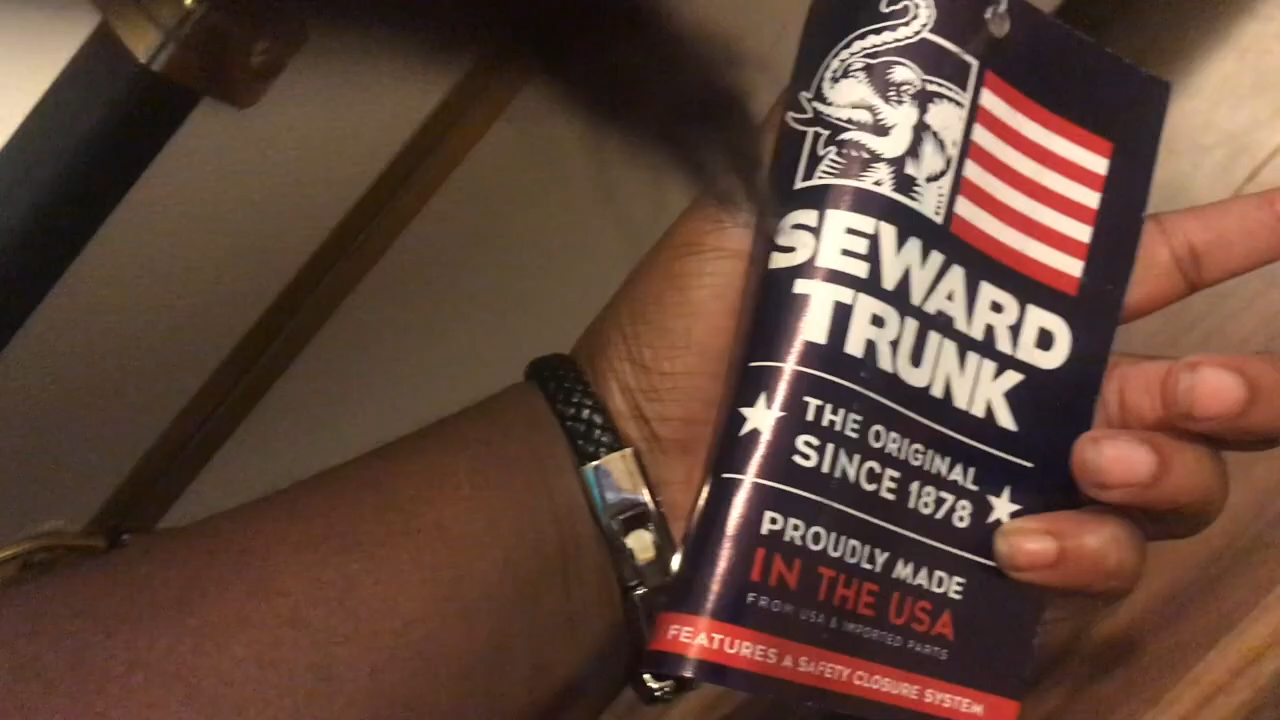 SEWARD
TRUNK
THE ORIGINAL
SINCE 1878
PROUDLY MADE
IN THE USA
FROM USA & IMPORTED PARTS
FEATURES A SAFETY CLOSURE SYSTEM